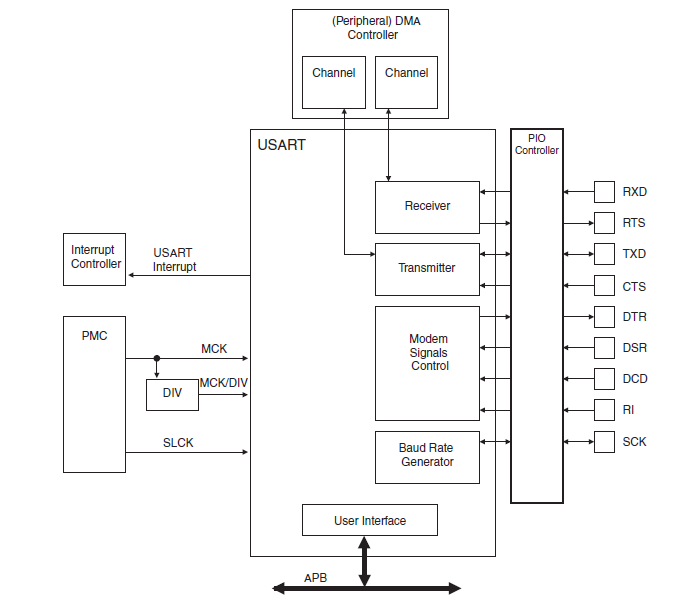 (Peripheral) DMA
Controller
Channel
Channel
USART
PIO
Controller
Receiver
RXD
RTS
Interrupt
Controller
USART
Interrupt
Transmitter
TXD
CTS
PMC
MCK
DIV
MCK/DIV
SLCK
Modem
Signals
Control
DTR
DSR
DCD
RI
Baud Rate
Generator
SCK
User Interface
APB